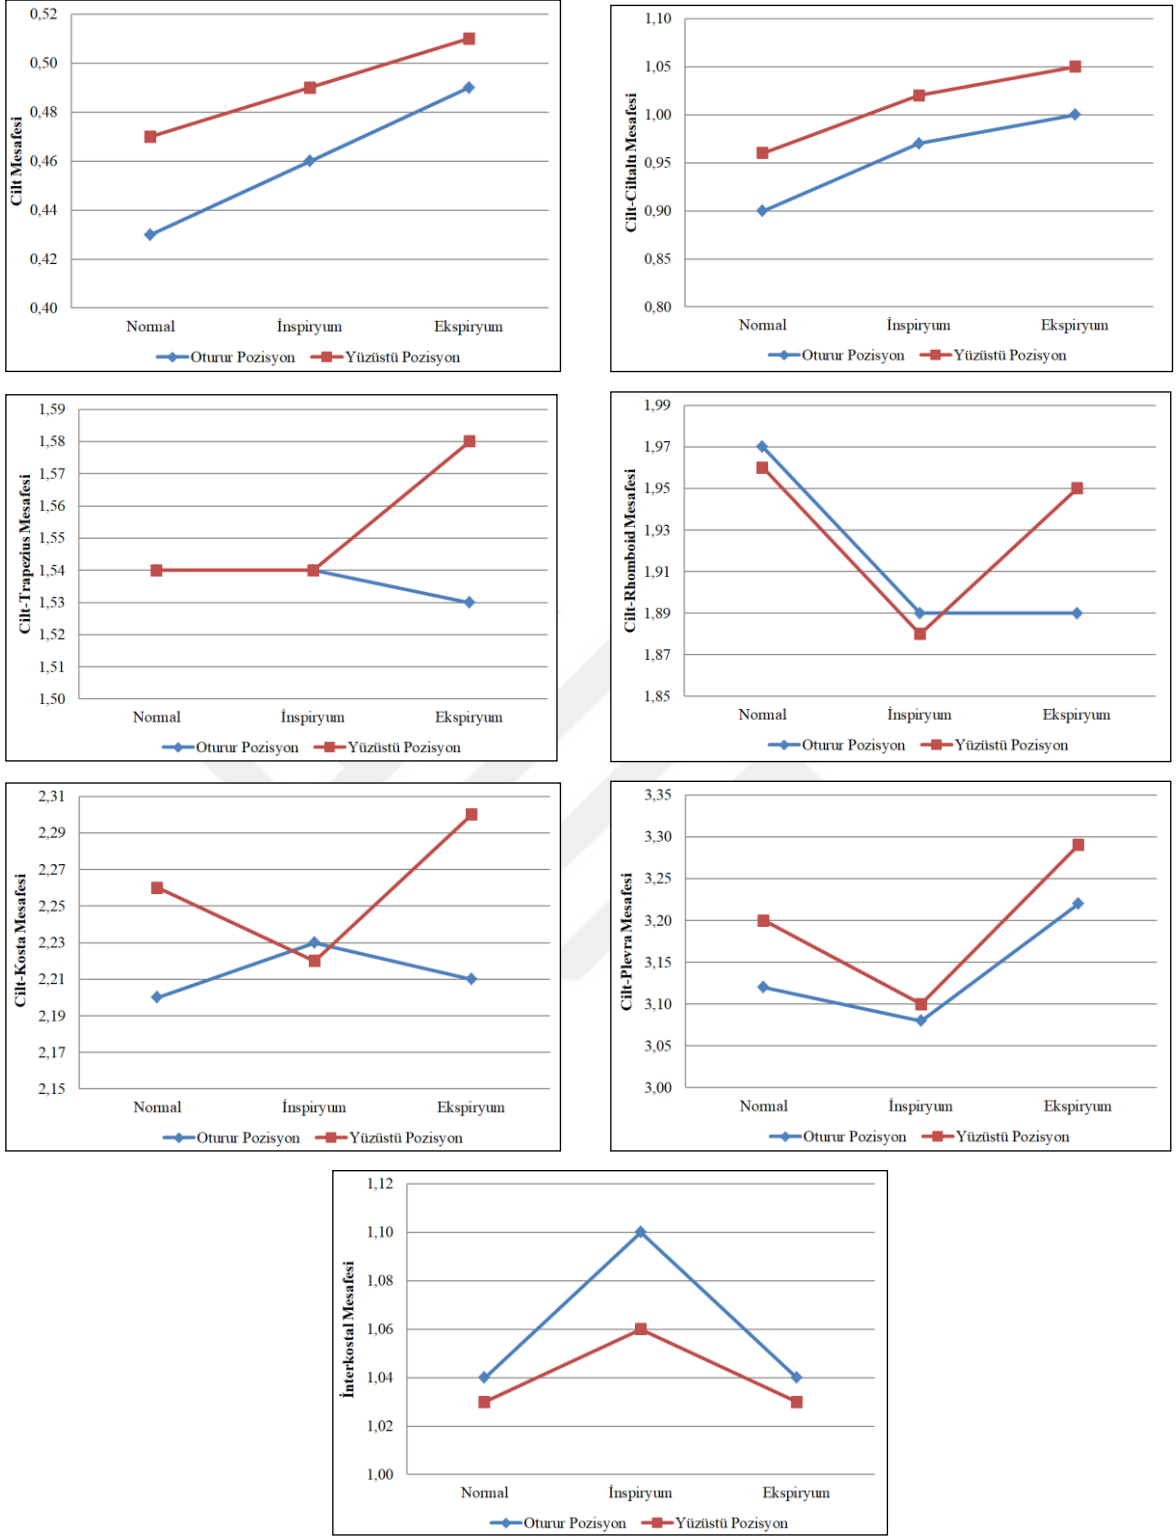 Cilt Mesafesi
0,52
0,50
0,48
0,46
0,44
0,42
0,40
Normal İnspiryum Ekspiryum
Oturur Pozisyon Yüzüstü Pozisyon
Cilt-Ciltaltı Mesafesi
1,10
1,05
1,00
0,95
0,90
0,85
0,80
Normal İnspiryum Ekspiryum
Oturur Pozisyon Yüzüstü Pozisyon
Cilt-Trapezius Mesafesi
1,59
1,58
1,57
1,56
1,55
1,54
1,53
1,52
1,51
1,50
Normal İnspiryum Ekspiryum
Oturur Pozisyon Yüzüstü Pozisyon
Cilt-Rhomboid Mesafesi
1,99
1,97
1,95
1,93
1,91
1,89
1,87
1,85
Normal İnspiryum Ekspiryum
Oturur Pozisyon Yüzüstü Pozisyon
Cilt-Kosta Mesafesi
2,31
2,29
2,27
2,25
2,23
2,21
2,19
2,17
2,15
Normal İnspiryum Ekspiryum
Oturur Pozisyon Yüzüstü Pozisyon
Cilt-Plevra Mesafesi
3,35
3,30
3,25
3,20
3,15
3,10
3,05
3,00
Normal İnspiryum Ekspiryum
Oturur Pozisyon Yüzüstü Pozisyon
İnterkostal Mesafesi
1,12
1,10
1,08
1,06
1,04
1,02
1,00
Normal İnspiryum Ekspiryum
Oturur Pozisyon Yüzüstü Pozisyon